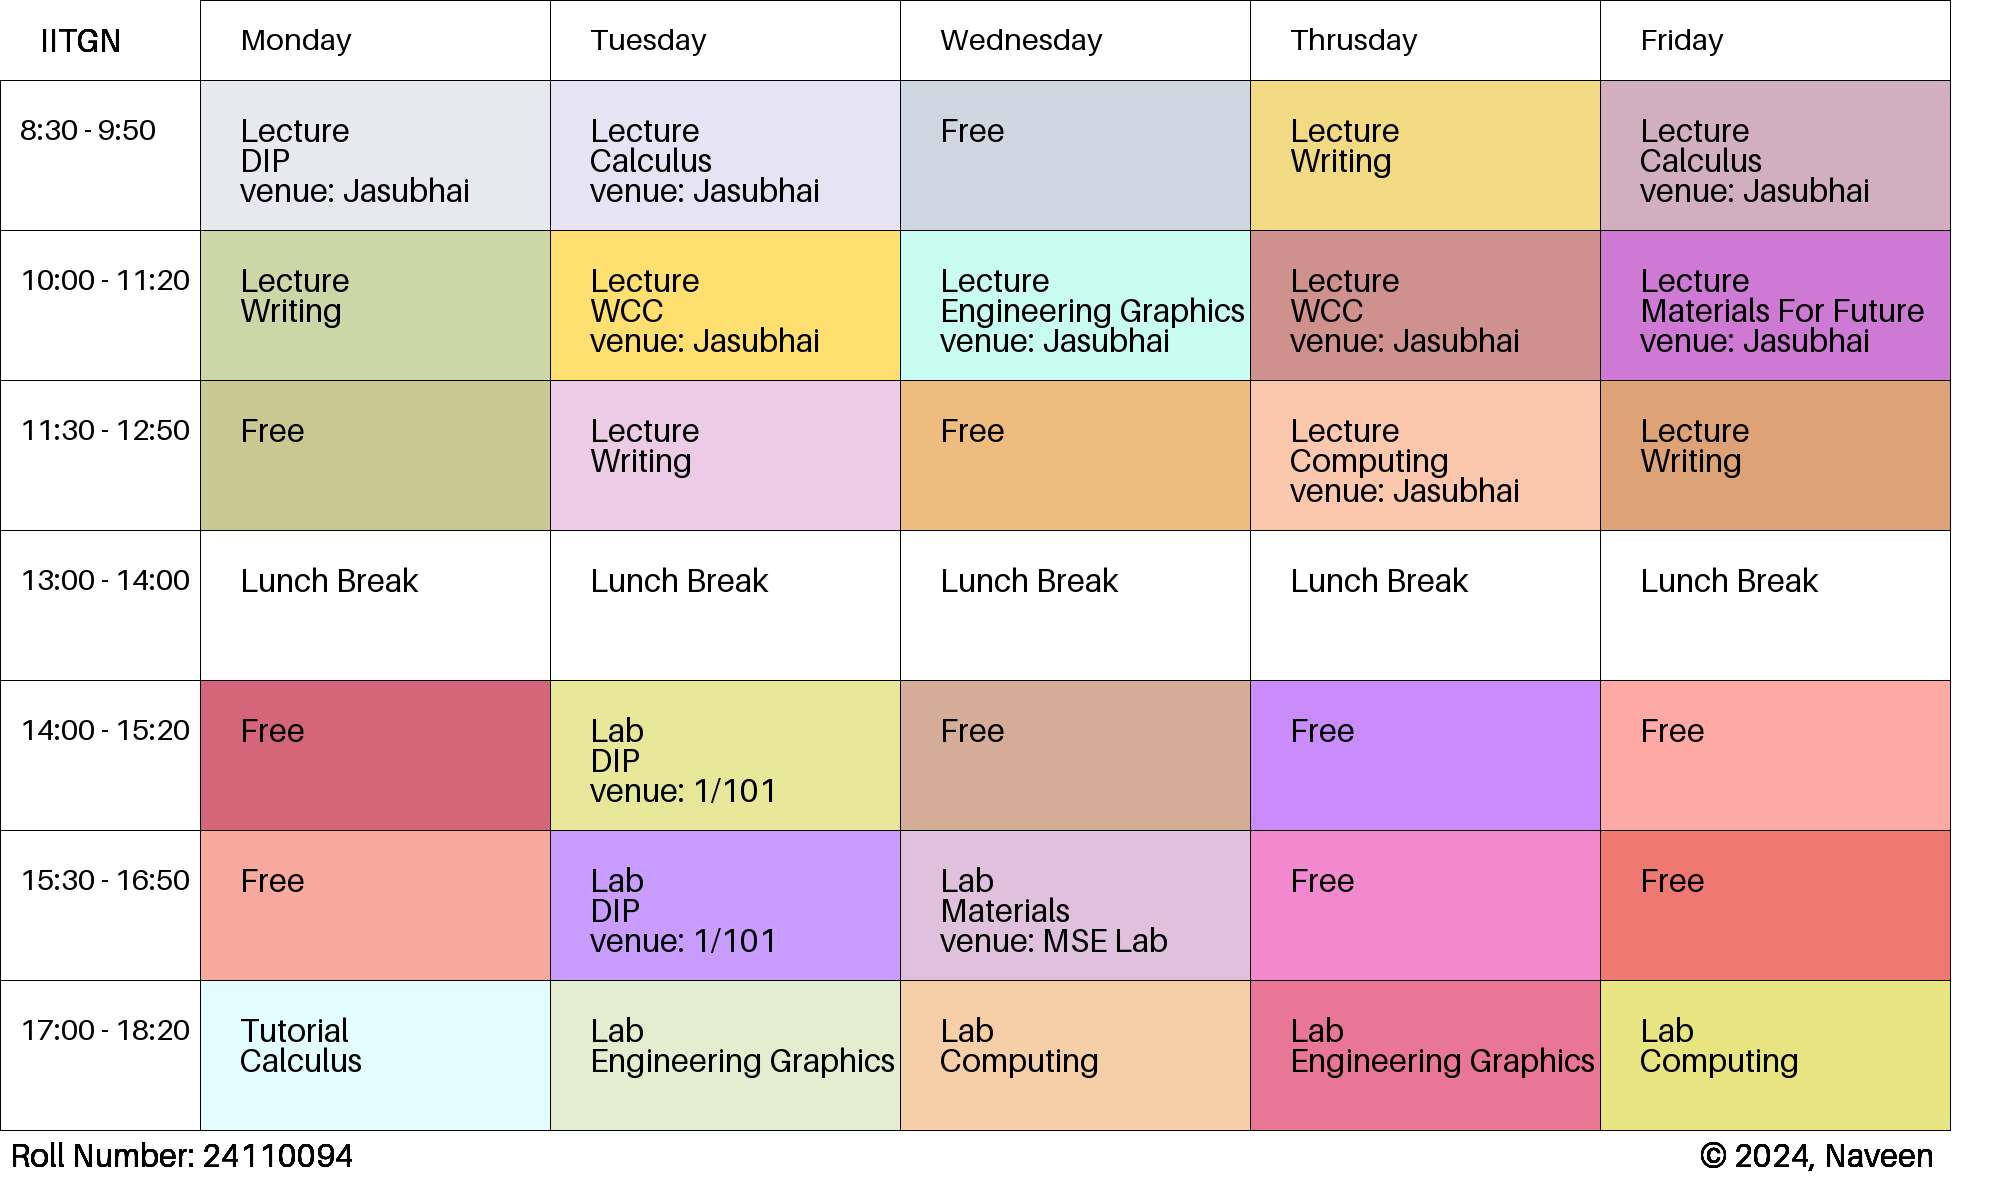 IITGN
Monday
Tuesday
Wednesday
Thrusday
Friday
8:30 - 9:50
Lecture
DIP
venue: Jasubhai
Lecture
Calculus
venue: Jasubhai
Free
Lecture
Writing
Lecture
Calculus
venue: Jasubhai
10:00 - 11:20
Lecture
Writing
Lecture
WCC
venue: Jasubhai
Lecture
Engineering Graphics
venue: Jasubhai
Lecture
WCC
venue: Jasubhai
Lecture
Materials For Future
venue: Jasubhai
11:30 - 12:50
Free
Lecture
Writing
Free
Lecture
Computing
venue: Jasubhai
Lecture
Writing
13:00 - 14:00
Lunch Break
Lunch Break
Lunch Break
Lunch Break
Lunch Break
14:00 - 15:20
Free
Lab
DIP
venue: 1/101
Free
Free
Free
15:30 - 16:50
Free
Lab
DIP
venue: 1/101
Lab
Materials
venue: MSE Lab
Free
Free
17:00 - 18:20
Tutorial
Calculus
Lab
Engineering Graphics
Lab
Computing
Lab
Engineering Graphics
Lab
Computing
Roll Number: 24110094
© 2024, Naveen